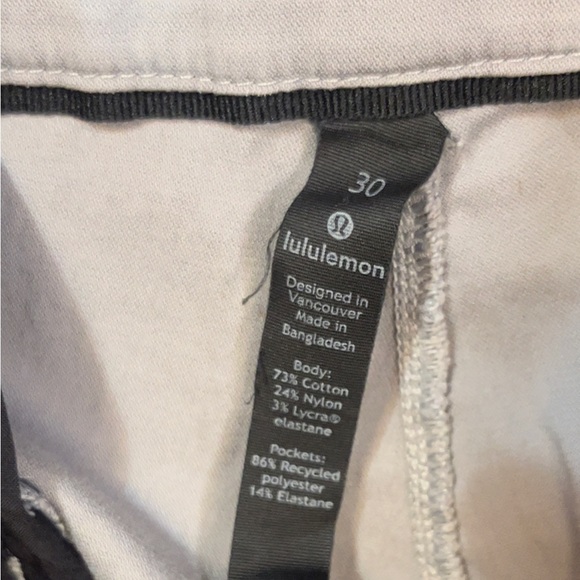 30
lululemon
Designed in
Vancouver
Made in
Bangladesh
Body:
73% Cotton
24% Nylon
3% Lycra®
elastane
Pockets:
86% Recycled
polyester
14% Elastane